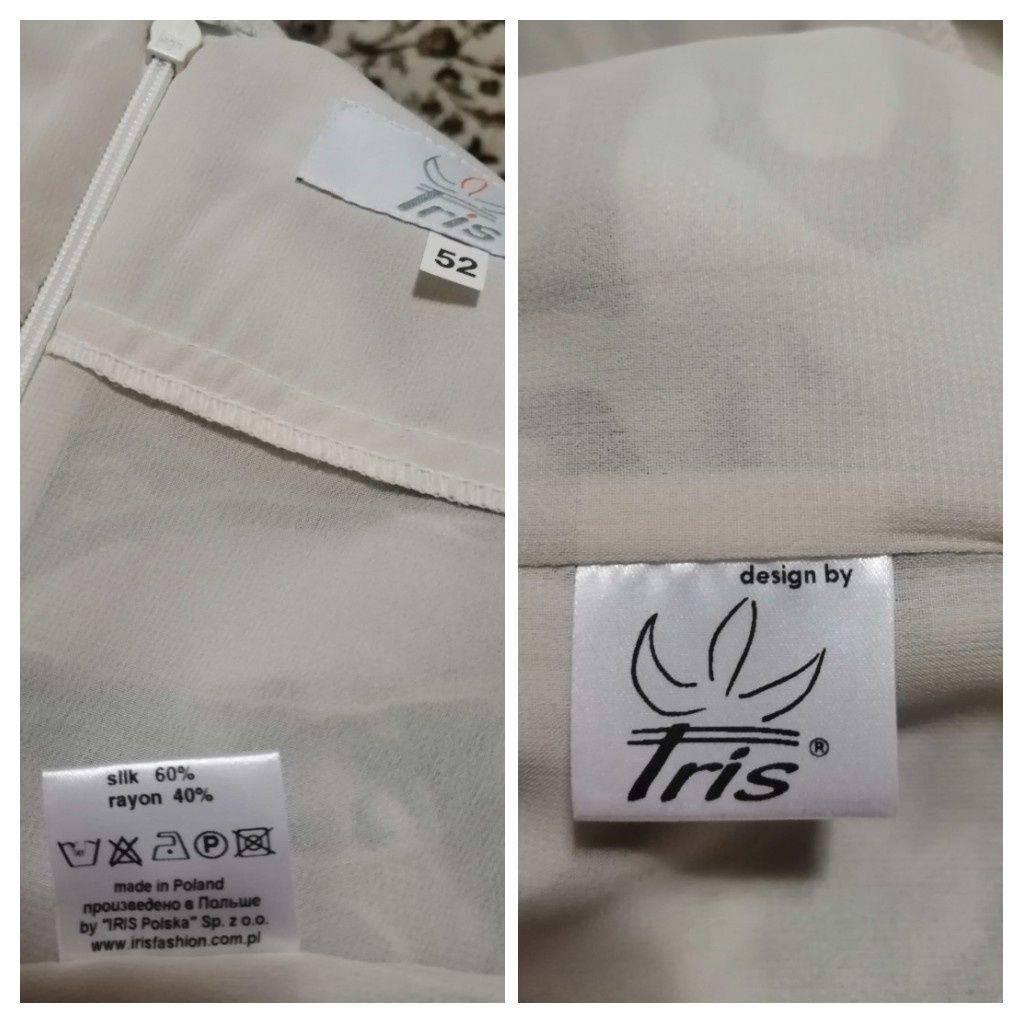 Iris
52
silk 60%
rayon 40%
P
made in Poland
произведено в Польше
by "IRIS Polska" Sp. z o.o.
www.irisfashion.com.pl
design by
Iris ®